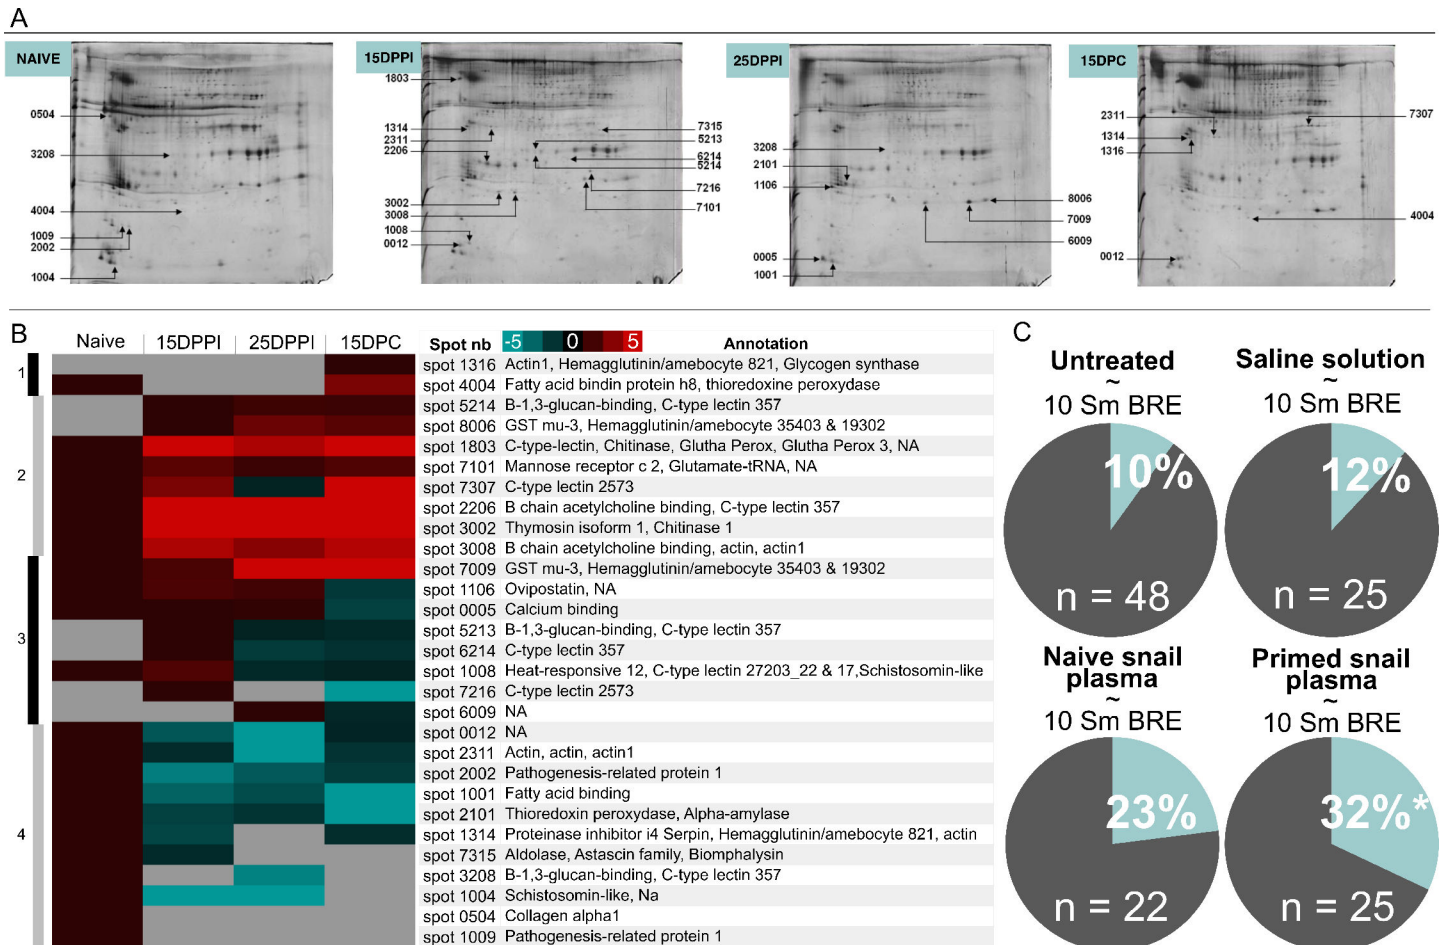 A
NAIVE
0504
3208
4004
1009
2002
1004
15DPPI
1803
1314
2311
2206
3002
3008
1008
0012
7315
5213
6214
5214
7216
7101
25DPPI
3208
2101
1106
0005
1001
8006
7009
6009
15DPC
2311
1314
1316
0012
7307
4004
B
Naive 15DPPI 25DPPI 15DPC Spot nb -5 0 5 Annotation
1
2
3
4
spot 1316 Actin1, Hemagglutinin/amebocyte 821, Glycogen synthase
spot 4004 Fatty acid bindin protein h8, thioredoxine peroxydase
spot 5214 B-1,3-glucan-binding, C-type lectin 357
spot 8006 GST mu-3, Hemagglutinin/amebocyte 35403 & 19302
spot 1803 C-type-lectin, Chitinase, Glutha Perox, Glutha Perox 3, NA
spot 7101 Mannose receptor c 2, Glutamate-tRNA, NA
spot 7307 C-type lectin 2573
spot 2206 B chain acetylcholine binding, C-type lectin 357
spot 3002 Thymosin isoform 1, Chitinase 1
spot 3008 B chain acetylcholine binding, actin, actin1
spot 7009 GST mu-3, Hemagglutinin/amebocyte 35403 & 19302
spot 1106 Ovipostatin, NA
spot 0005 Calcium binding
spot 5213 B-1,3-glucan-binding, C-type lectin 357
spot 6214 C-type lectin 357
spot 1008 Heat-responsive 12, C-type lectin 27203_22 & 17,Schistosomin-like
spot 7216 C-type lectin 2573
spot 6009 NA
spot 0012 NA
spot 2311 Actin, actin, actin1
spot 2002 Pathogenesis-related protein 1
spot 1001 Fatty acid binding
spot 2101 Thioredoxin peroxydase, Alpha-amylase
spot 1314 Proteinase inhibitor i4 Serpin, Hemagglutinin/amebocyte 821, actin
spot 7315 Aldolase, Astascin family, Biomphalysin
spot 3208 B-1,3-glucan-binding, C-type lectin 357
spot 1004 Schistosomin-like, Na
spot 0504 Collagen alpha1
spot 1009 Pathogenesis-related protein 1
C
Untreated
~
10 Sm BRE
10%
n = 48
Saline solution
~
10 Sm BRE
12%
n = 25
Naive snail
plasma
~
10 Sm BRE
23%
n = 22
Primed snail
plasma
~
10 Sm BRE
32%*
n = 25